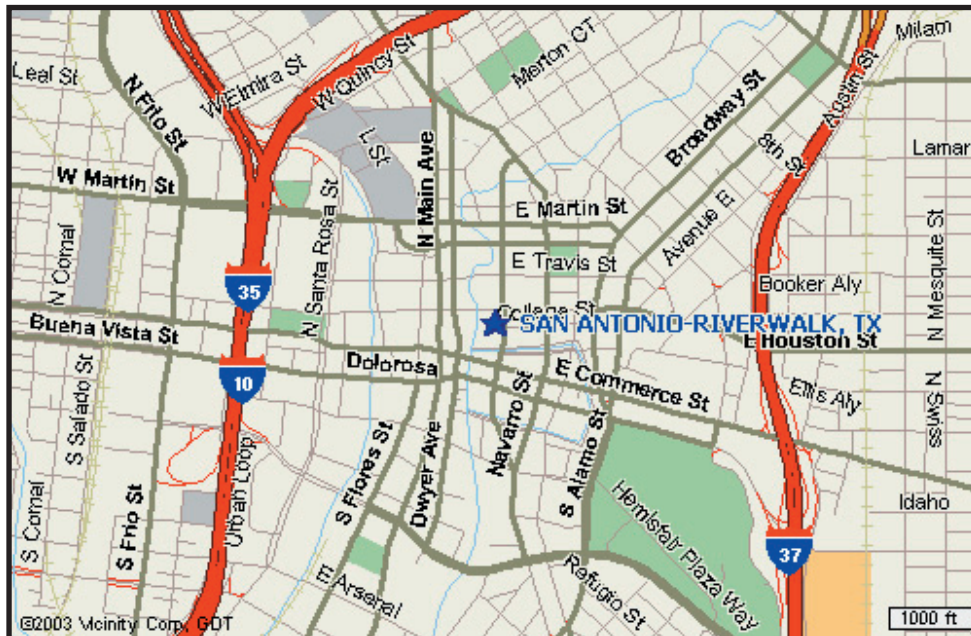 Milam
Merton CT
Leal St
W Elmira St
W Quincy St
N Frio St
Broadway St
Austin St
8th St
L St
Lamar
W Martin St
N Main Ave
E Martin St
Avenue E
N Santa Rosa St
N Comal
E Travis St
N Mesquite St
Booker Aly
35
College St
SAN ANTONIO-RIVERWALK, TX
Buena Vista St
E Houston St
Dolorosa
E Commerce St
10
Ellis Aly
N Swiss
S Salado St
Navarro St
S Alamo St
S Flores St
Dwyer Ave
Urban Loop
Idaho
S Comal
S Frio St
Hemisfair Plaza Way
37
E Arsenal
Refugio St
©2003 Vicinity Corp, GDT
1000 ft